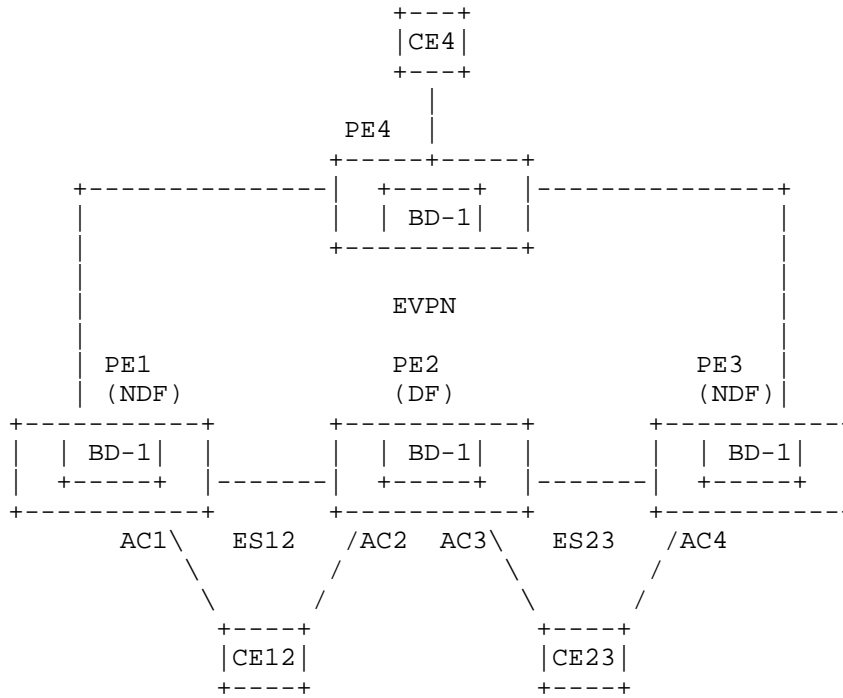 CE4
PE4
BD-1
EVPN
PE1 PE2 PE3
(NDF) (DF) (NDF)
BD-1 BD-1 BD-1
AC1 ES12 AC2 AC3 ES23 AC4
CE12 CE23